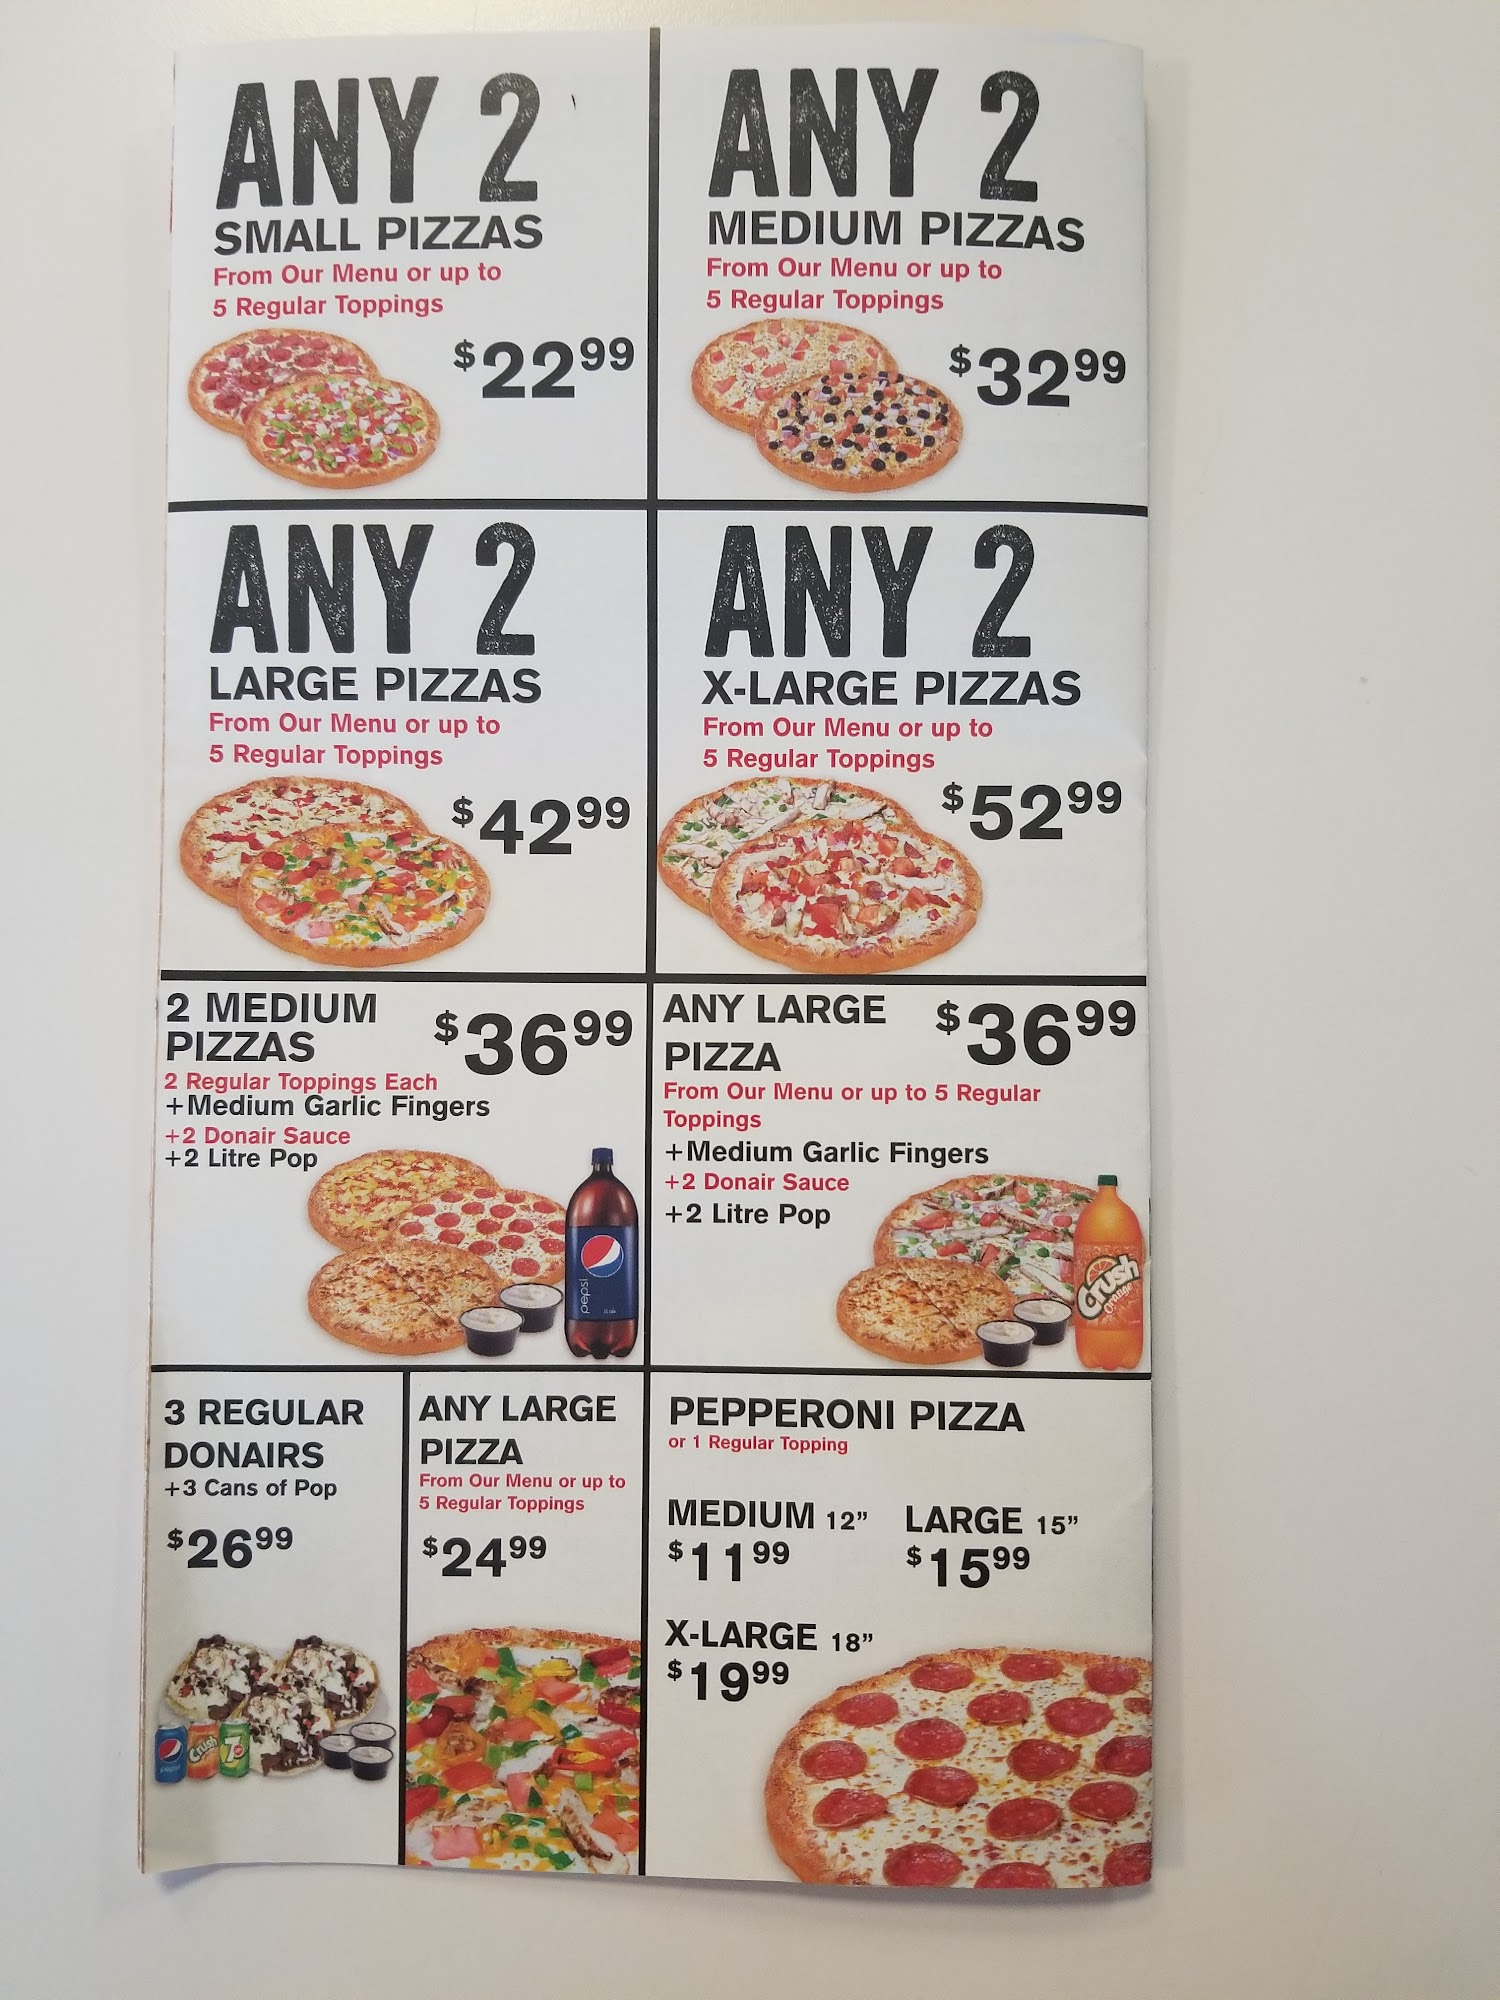 ANY 2
SMALL PIZZAS
From Our Menu or up to
5 Regular Toppings
$22 99
ANY 2
MEDIUM PIZZAS
From Our Menu or up to
5 Regular Toppings
$32 99
ANY 2
LARGE PIZZAS
From Our Menu or up to
5 Regular Toppings
$42 99
ANY 2
X-LARGE PIZZAS
From Our Menu or up to
5 Regular Toppings
$52 99
2 MEDIUM
PIZZAS
$36 99
2 Regular Toppings Each
+Medium Garlic Fingers
+2 Donair Sauce
+2 Litre Pop
pepsi
ANY LARGE
PIZZA
$36 99
From Our Menu or up to 5 Regular
Toppings
+Medium Garlic Fingers
+2 Donair Sauce
+2 Litre Pop
Crush
Orange
3 REGULAR
DONAIRS
+3 Cans of Pop
$26 99
pepsi
Crush
7
ANY LARGE
PIZZA
From Our Menu or up to
5 Regular Toppings
$24 99
PEPPERONI PIZZA
or 1 Regular Topping
MEDIUM 12”
$11 99
LARGE 15”
$15 99
X-LARGE 18”
$19 99